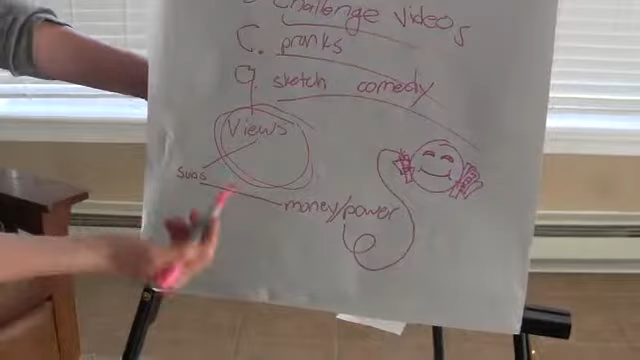 Challenge Videos
C. pranks
d. sketch comedy
Views
subs
money/power